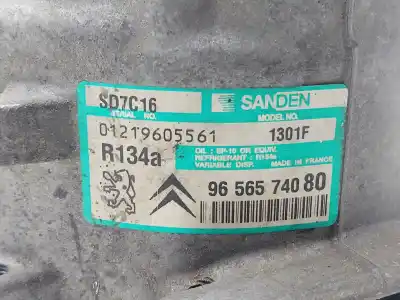 SD7C16 SANDEN
SERIAL NO. MODEL NO.
01219605561 1301F
R134a
OIL : SP-10 OR EQUIV.
REFRIGERANT : R134a
VARIABLE DISP. MADE IN FRANCE
96 565 740 80